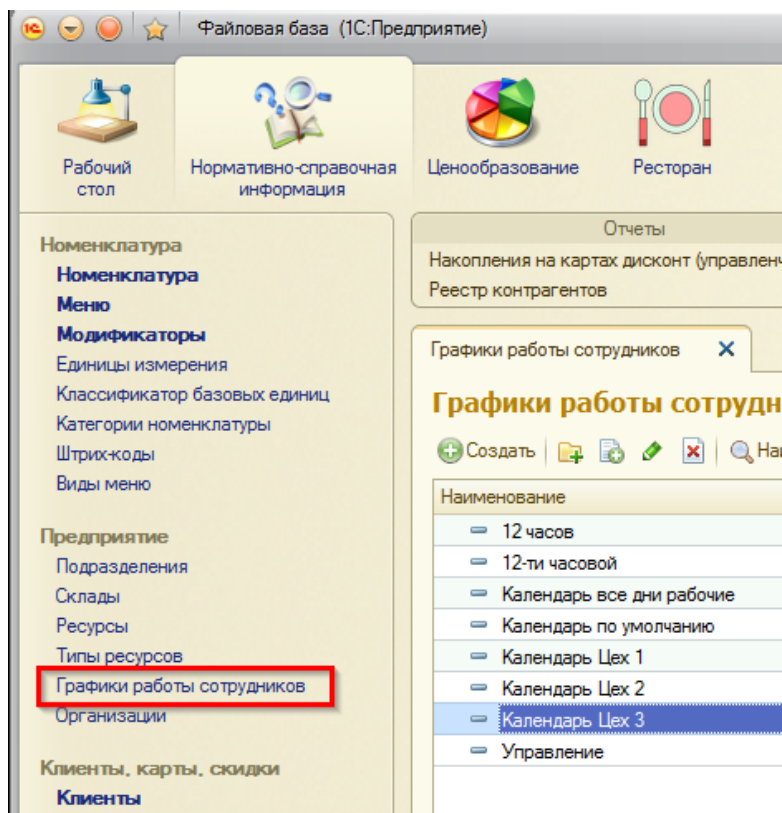 Файловая база (1С:Предприятие)
Рабочий стол
Нормативно-справочная информация
Ценообразование
Ресторан
Номенклатура
Номенклатура
Меню
Модификаторы
Единицы измерения
Классификатор базовых единиц
Категории номенклатуры
Штрих-коды
Виды меню
Предприятие
Подразделения
Склады
Ресурсы
Типы ресурсов
Графики работы сотрудников
Организации
Клиенты, карты, скидки
Клиенты
Отчеты
Накопления на картах дисконт (управлен
Реестр контрагентов
Графики работы сотрудников
Графики работы сотрудн
Создать
Наи
Наименование
12 часов
12-ти часовой
Календарь все дни рабочие
Календарь по умолчанию
Календарь Цех 1
Календарь Цех 2
Календарь Цех 3
Управление